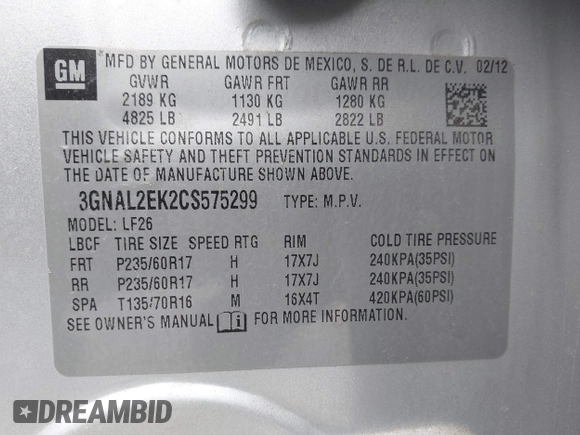 GM
MFD BY GENERAL MOTORS DE MEXICO, S. DE R.L. DE C.V. 02/12
GVWR GAWR FRT GAWR RR
2189 KG 1130 KG 1280 KG
4825 LB 2491 LB 2822 LB
THIS VEHICLE CONFORMS TO ALL APPLICABLE U.S. FEDERAL MOTOR
VEHICLE SAFETY AND THEFT PREVENTION STANDARDS IN EFFECT ON
THE DATE OF MANUFACTURE SHOWN ABOVE.
3GNAL2EK2CS575299 TYPE: M.P.V.
MODEL: LF26
LBCF TIRE SIZE SPEED RTG RIM COLD TIRE PRESSURE
FRT P235/60R17 H 17X7J 240KPA(35PSI)
RR P235/60R17 H 17X7J 240KPA(35PSI)
SPA T135/70R16 M 16X4T 420KPA(60PSI)
SEE OWNER'S MANUAL i FOR MORE INFORMATION.
DREAMBID